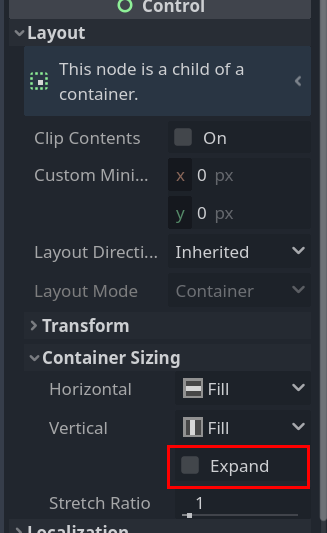 Control
Layout
This node is a child of a
container.
Clip Contents On
Custom Mini... x 0 px
y 0 px
Layout Directi... Inherited
Layout Mode Container
Transform
Container Sizing
Horizontal Fill
Vertical Fill
Expand
Stretch Ratio 1
Localization